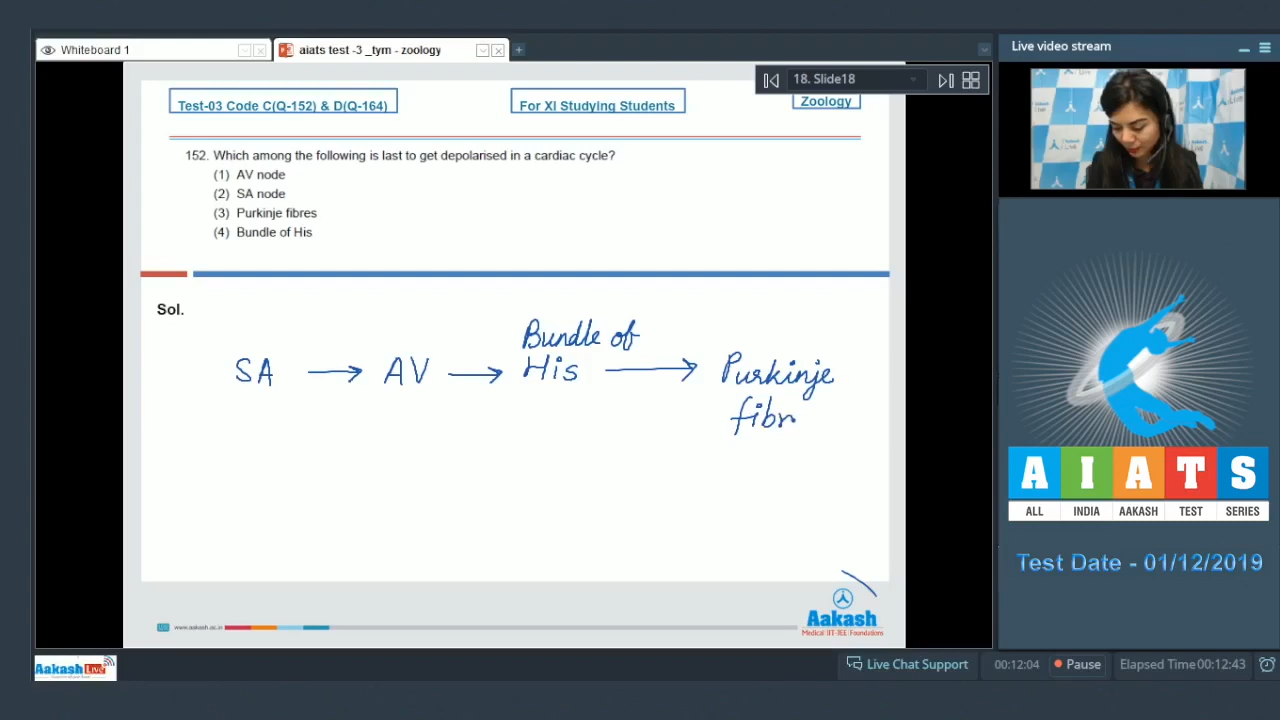 Whiteboard 1
aiats test -3 _tym - zoology
Live video stream
18. Slide18
Test-03 Code C(Q-152) & D(Q-164)
For XI Studying Students
Zoology
152. Which among the following is last to get depolarised in a cardiac cycle?
(1) AV node
(2) SA node
(3) Purkinje fibres
(4) Bundle of His
Sol.
SA → AV → Bundle of
His → Purkinje
fibr
A I A T S
ALL INDIA AAKASH TEST SERIES
Test Date - 01/12/2019
www.aakash.ac.in
Aakash
Medical|IIT-JEE|Foundations
Aakash Live
Live Chat Support
00:12:04
Pause
Elapsed Time 00:12:43